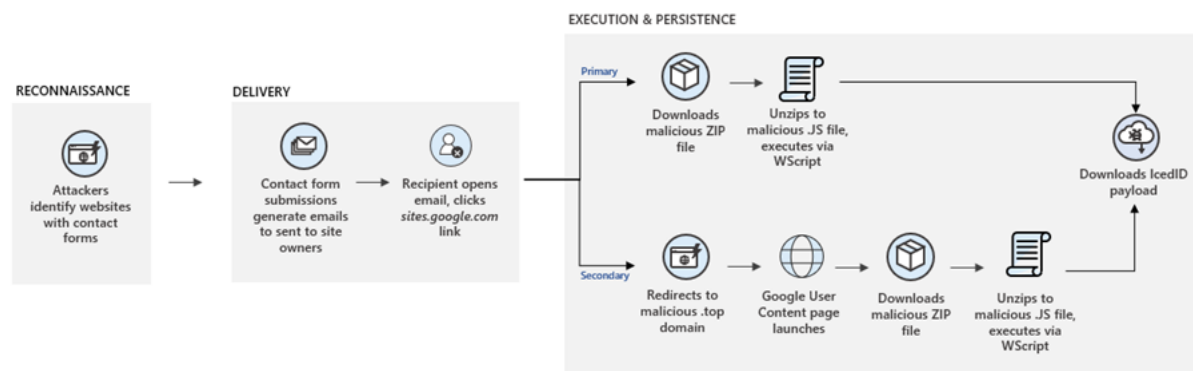 EXECUTION & PERSISTENCE
RECONNAISSANCE
Attackers
identify websites
with contact
forms
DELIVERY
Contact form
submissions
generate emails
to sent to site
owners
Recipient opens
email, clicks
sites.google.com
link
Primary
Downloads
malicious ZIP
file
Unzips to
malicious .JS file,
executes via
WScript
Downloads IcedID
payload
Secondary
Redirects to
malicious .top
domain
Google User
Content page
launches
Downloads
malicious ZIP
file
Unzips to
malicious .JS file,
executes via
WScript